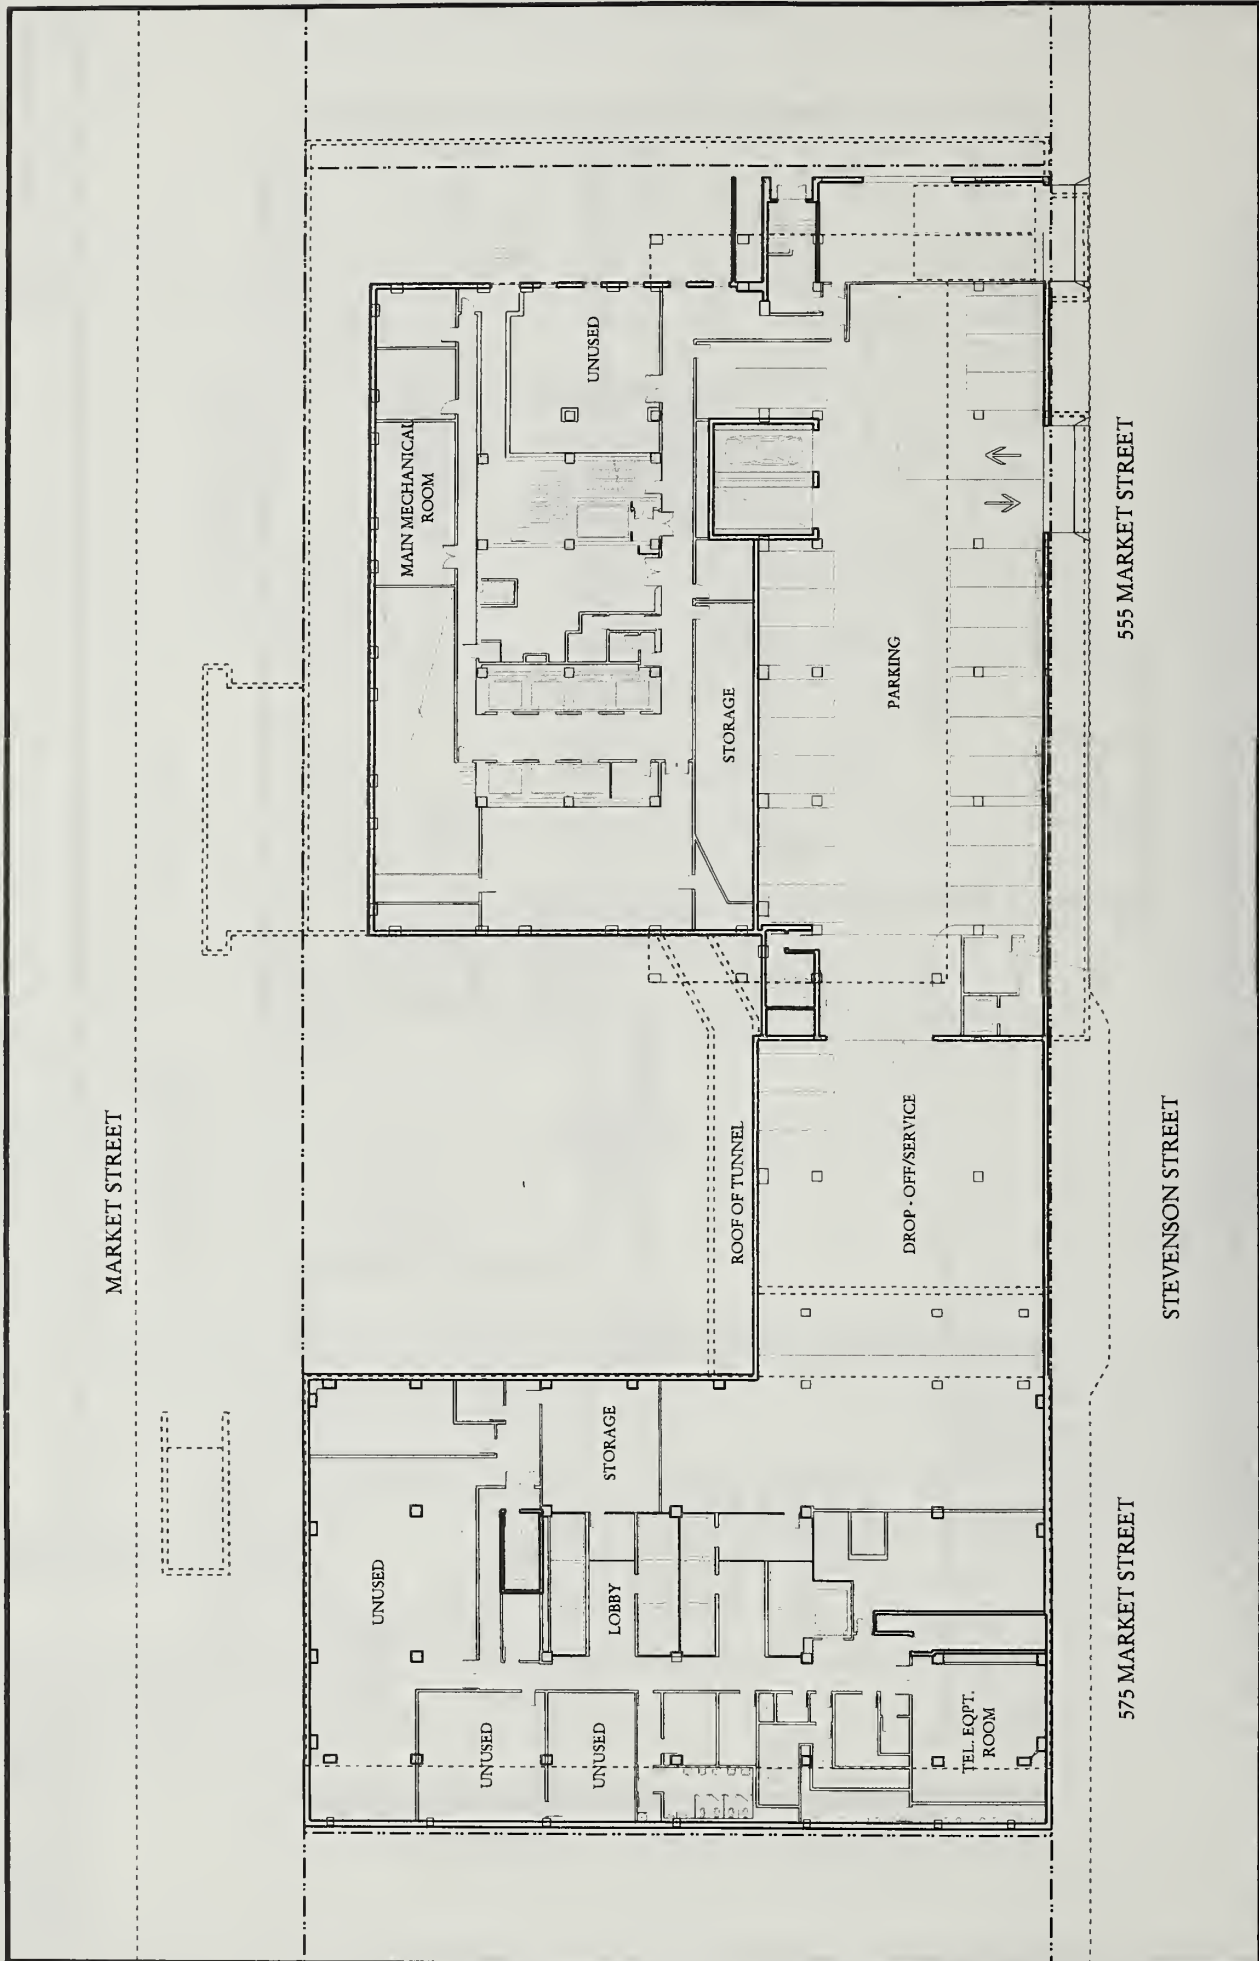 MARKET STREET
UNUSED
UNUSED
UNUSED
STORAGE
LOBBY
TEL. EQPT.
ROOM
ROOF OF TUNNEL
DROP - OFF/SERVICE
MAIN MECHANICAL
ROOM
UNUSED
STORAGE
PARKING
575 MARKET STREET
STEVENSON STREET
555 MARKET STREET